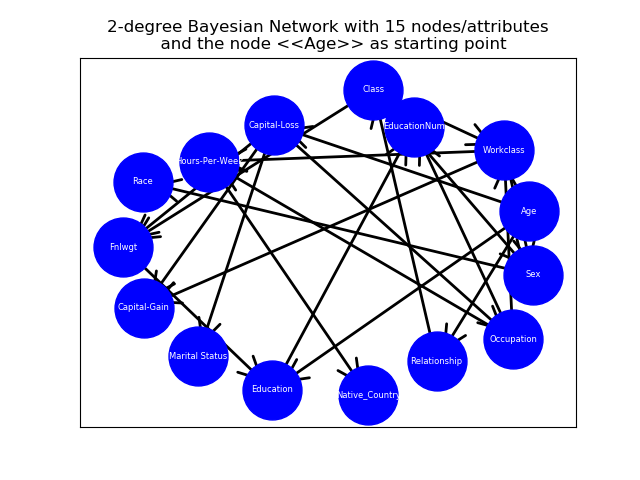 2-degree Bayesian Network with 15 nodes/attributes
and the node <<Age>> as starting point
Class
Capital-Loss
EducationNum
Workclass
Hours-Per-Week
Race
Age
Fnlwgt
Sex
Capital-Gain
Occupation
Marital Status
Relationship
Education
Native_Country